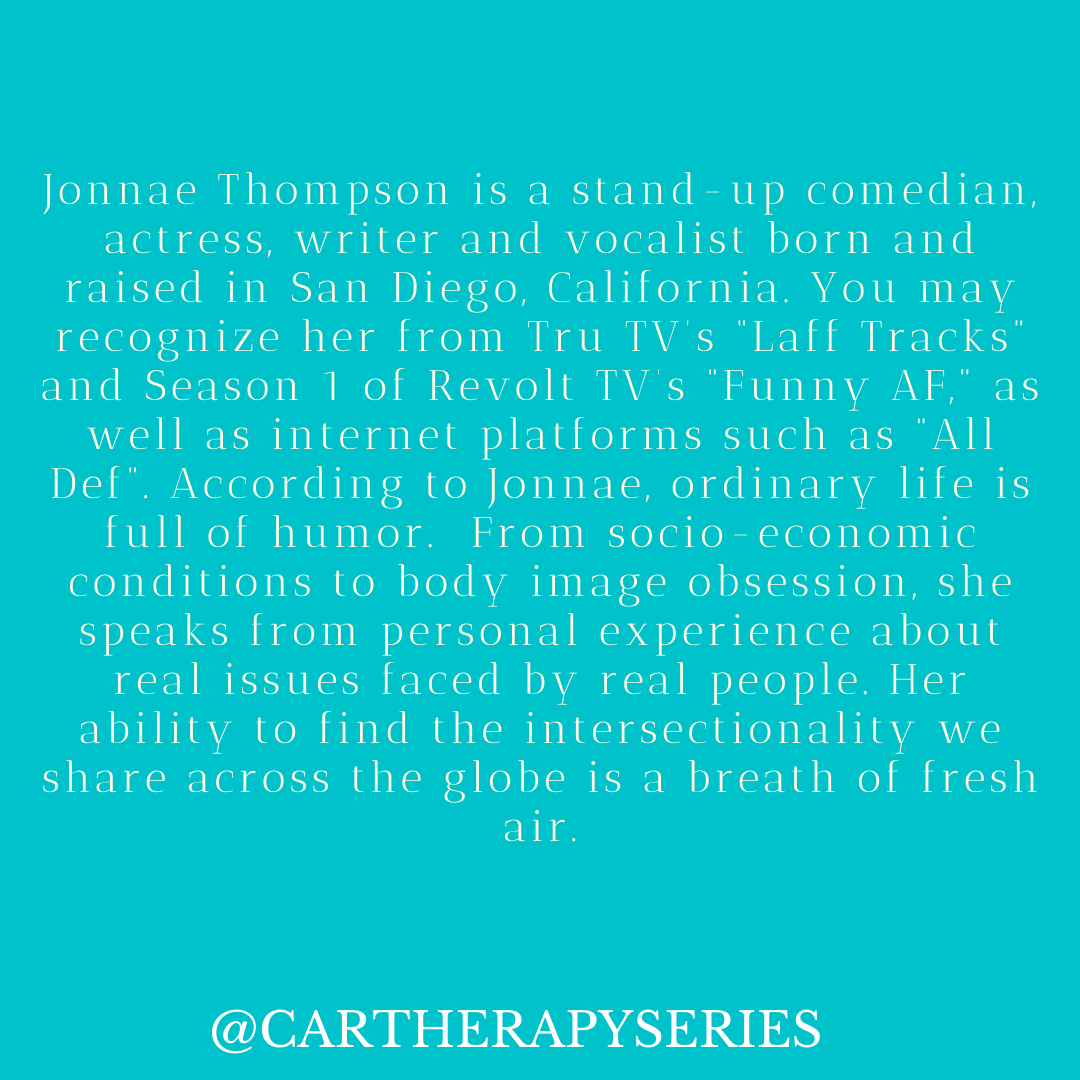 Jonnae Thompson is a stand-up comedian,
actress, writer and vocalist born and
raised in San Diego, California. You may
recognize her from Tru TV's "Laff Tracks"
and Season 1 of Revolt TV's "Funny AF," as
well as internet platforms such as "All
Def". According to Jonnae, ordinary life is
full of humor.  From socio-economic
conditions to body image obsession, she
speaks from personal experience about
real issues faced by real people. Her
ability to find the intersectionality we
share across the globe is a breath of fresh
air.
@CARTHERAPYSERIES